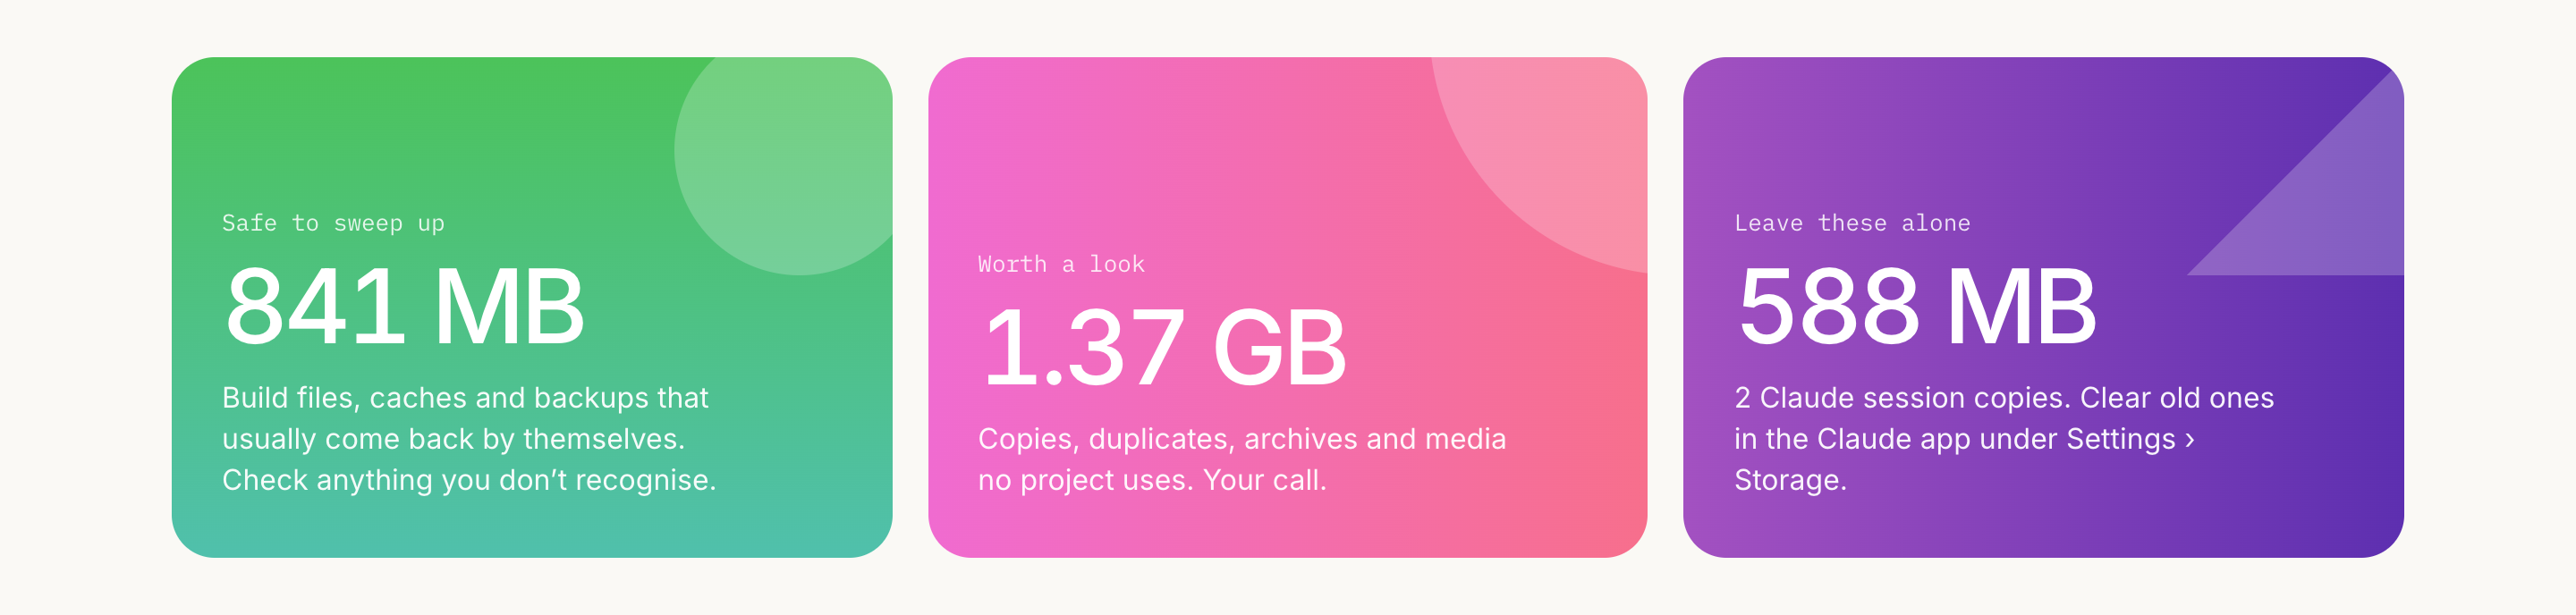 Safe to sweep up
841 MB
Build files, caches and backups that
usually come back by themselves.
Check anything you don’t recognise.
Worth a look
1.37 GB
Copies, duplicates, archives and media
no project uses. Your call.
Leave these alone
588 MB
2 Claude session copies. Clear old ones
in the Claude app under Settings ›
Storage.